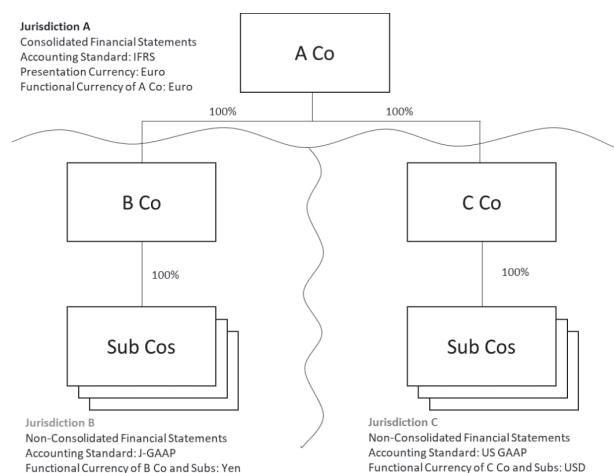 Jurisdiction A
Consolidated Financial Statements
Accounting Standard: IFRS
Presentation Currency: Euro
Functional Currency of A Co: Euro
A Co
100%
100%
B Co
C Co
100%
100%
Sub Cos
Sub Cos
Jurisdiction B
Non-Consolidated Financial Statements
Accounting Standard: J-GAAP
Functional Currency of B Co and Subs: Yen
Jurisdiction C
Non-Consolidated Financial Statements
Accounting Standard: US GAAP
Functional Currency of C Co and Subs: USD